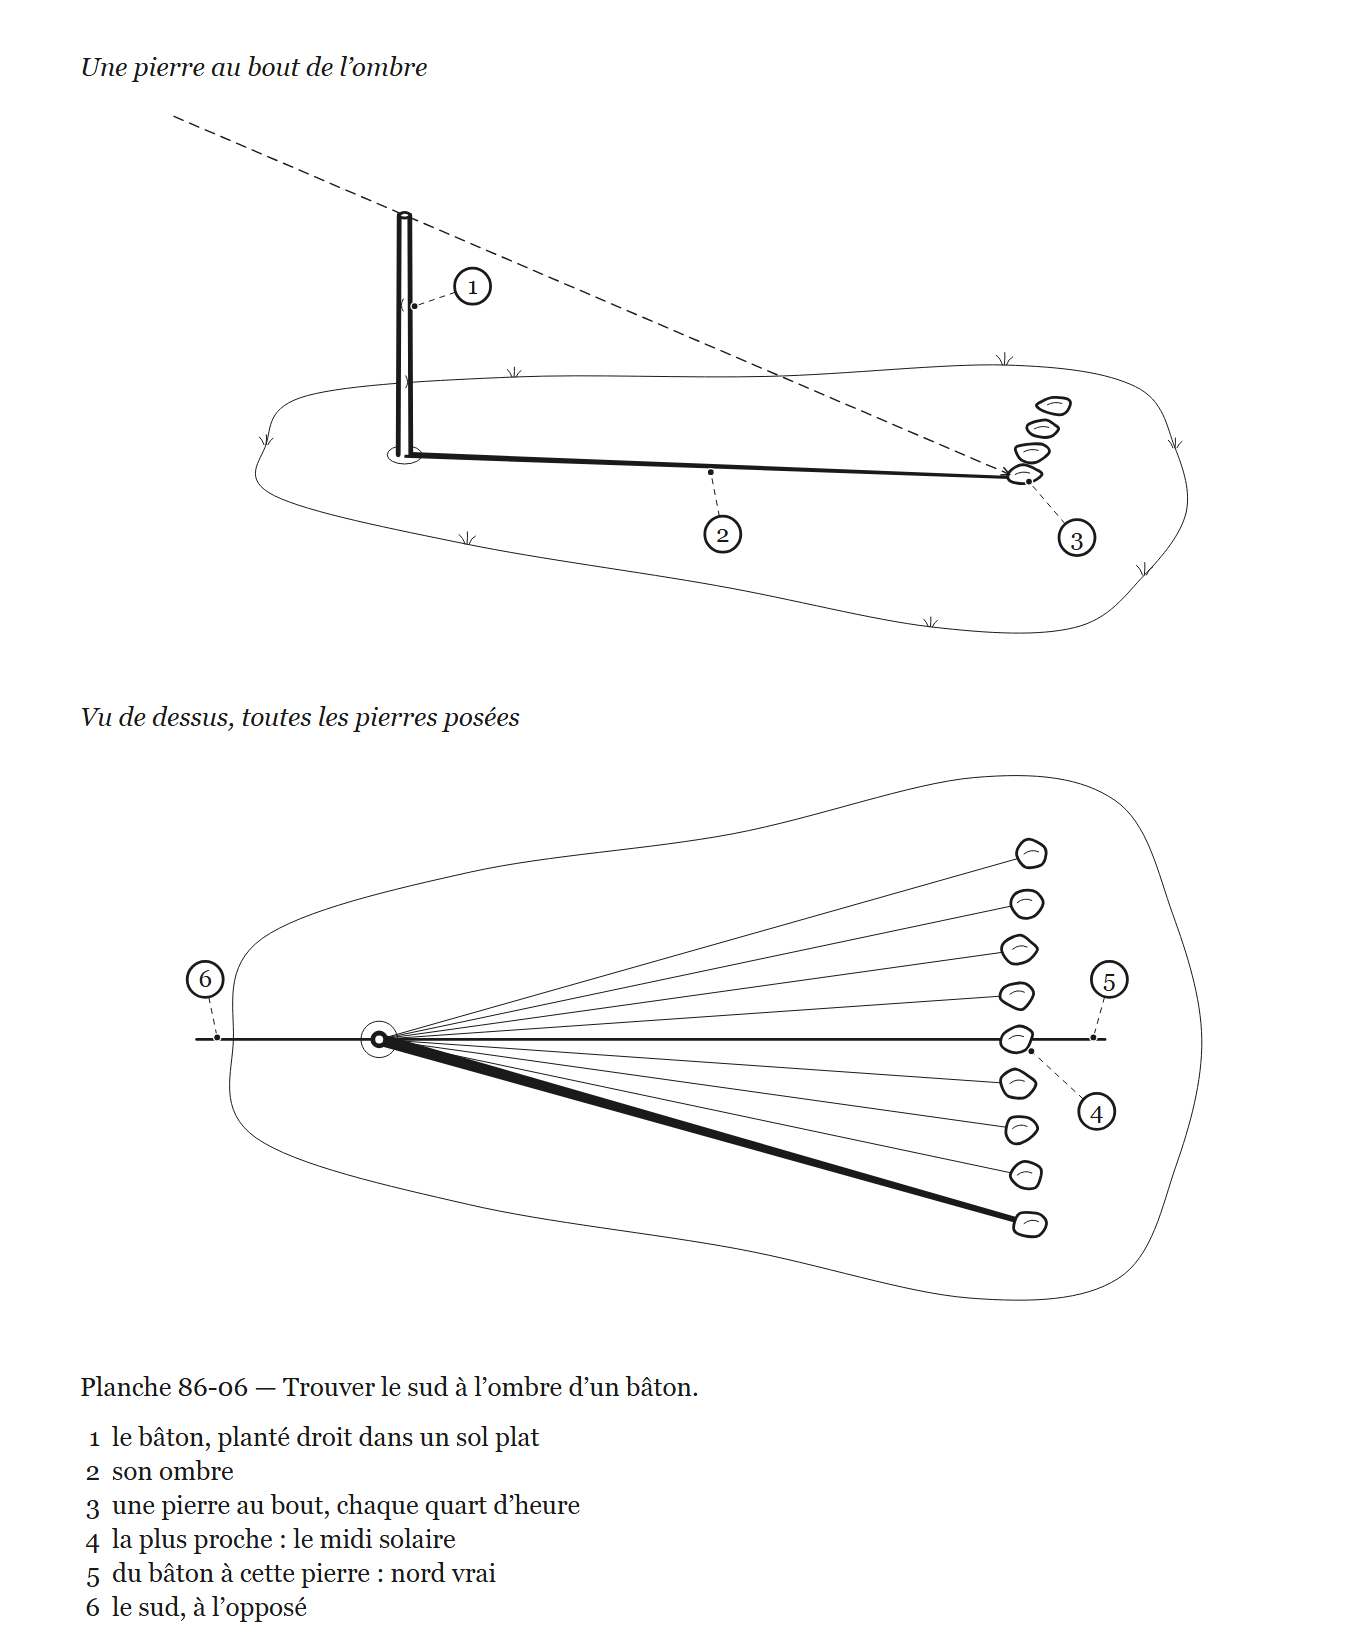 Une pierre au bout de l’ombre
1
2
3
Vu de dessus, toutes les pierres posées
6
5
4
Planche 86-06 — Trouver le sud à l’ombre d’un bâton.
1 le bâton, planté droit dans un sol plat
2 son ombre
3 une pierre au bout, chaque quart d’heure
4 la plus proche : le midi solaire
5 du bâton à cette pierre : nord vrai
6 le sud, à l’opposé